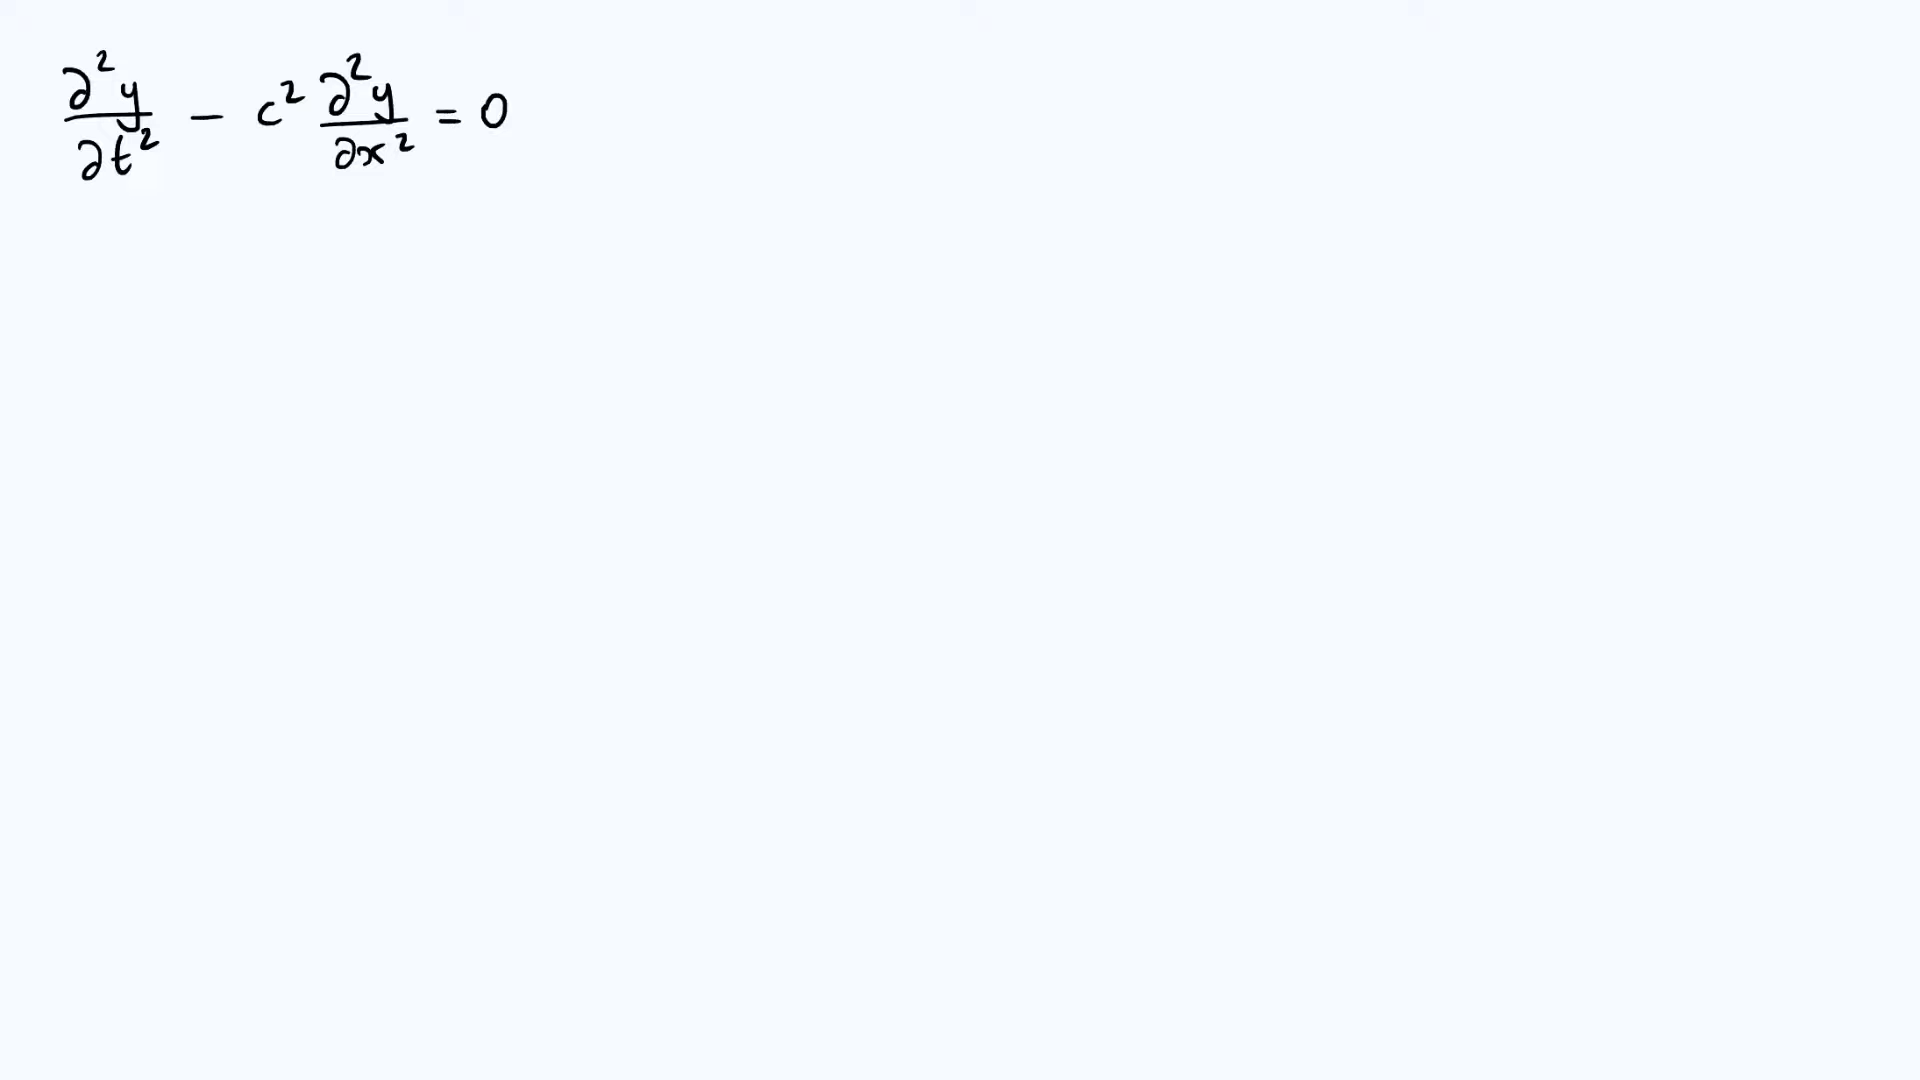 ∂²y/∂t² − c² ∂²y/∂x² = 0